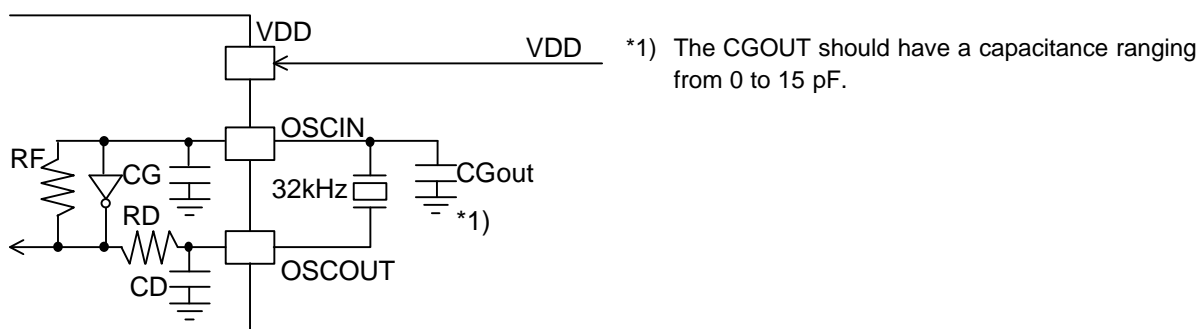 VDD
VDD
*1) The CGOUT should have a capacitance ranging
from 0 to 15 pF.
OSCIN
RF
CG
32kHz
CGout
*1)
RD
CD
OSCOUT